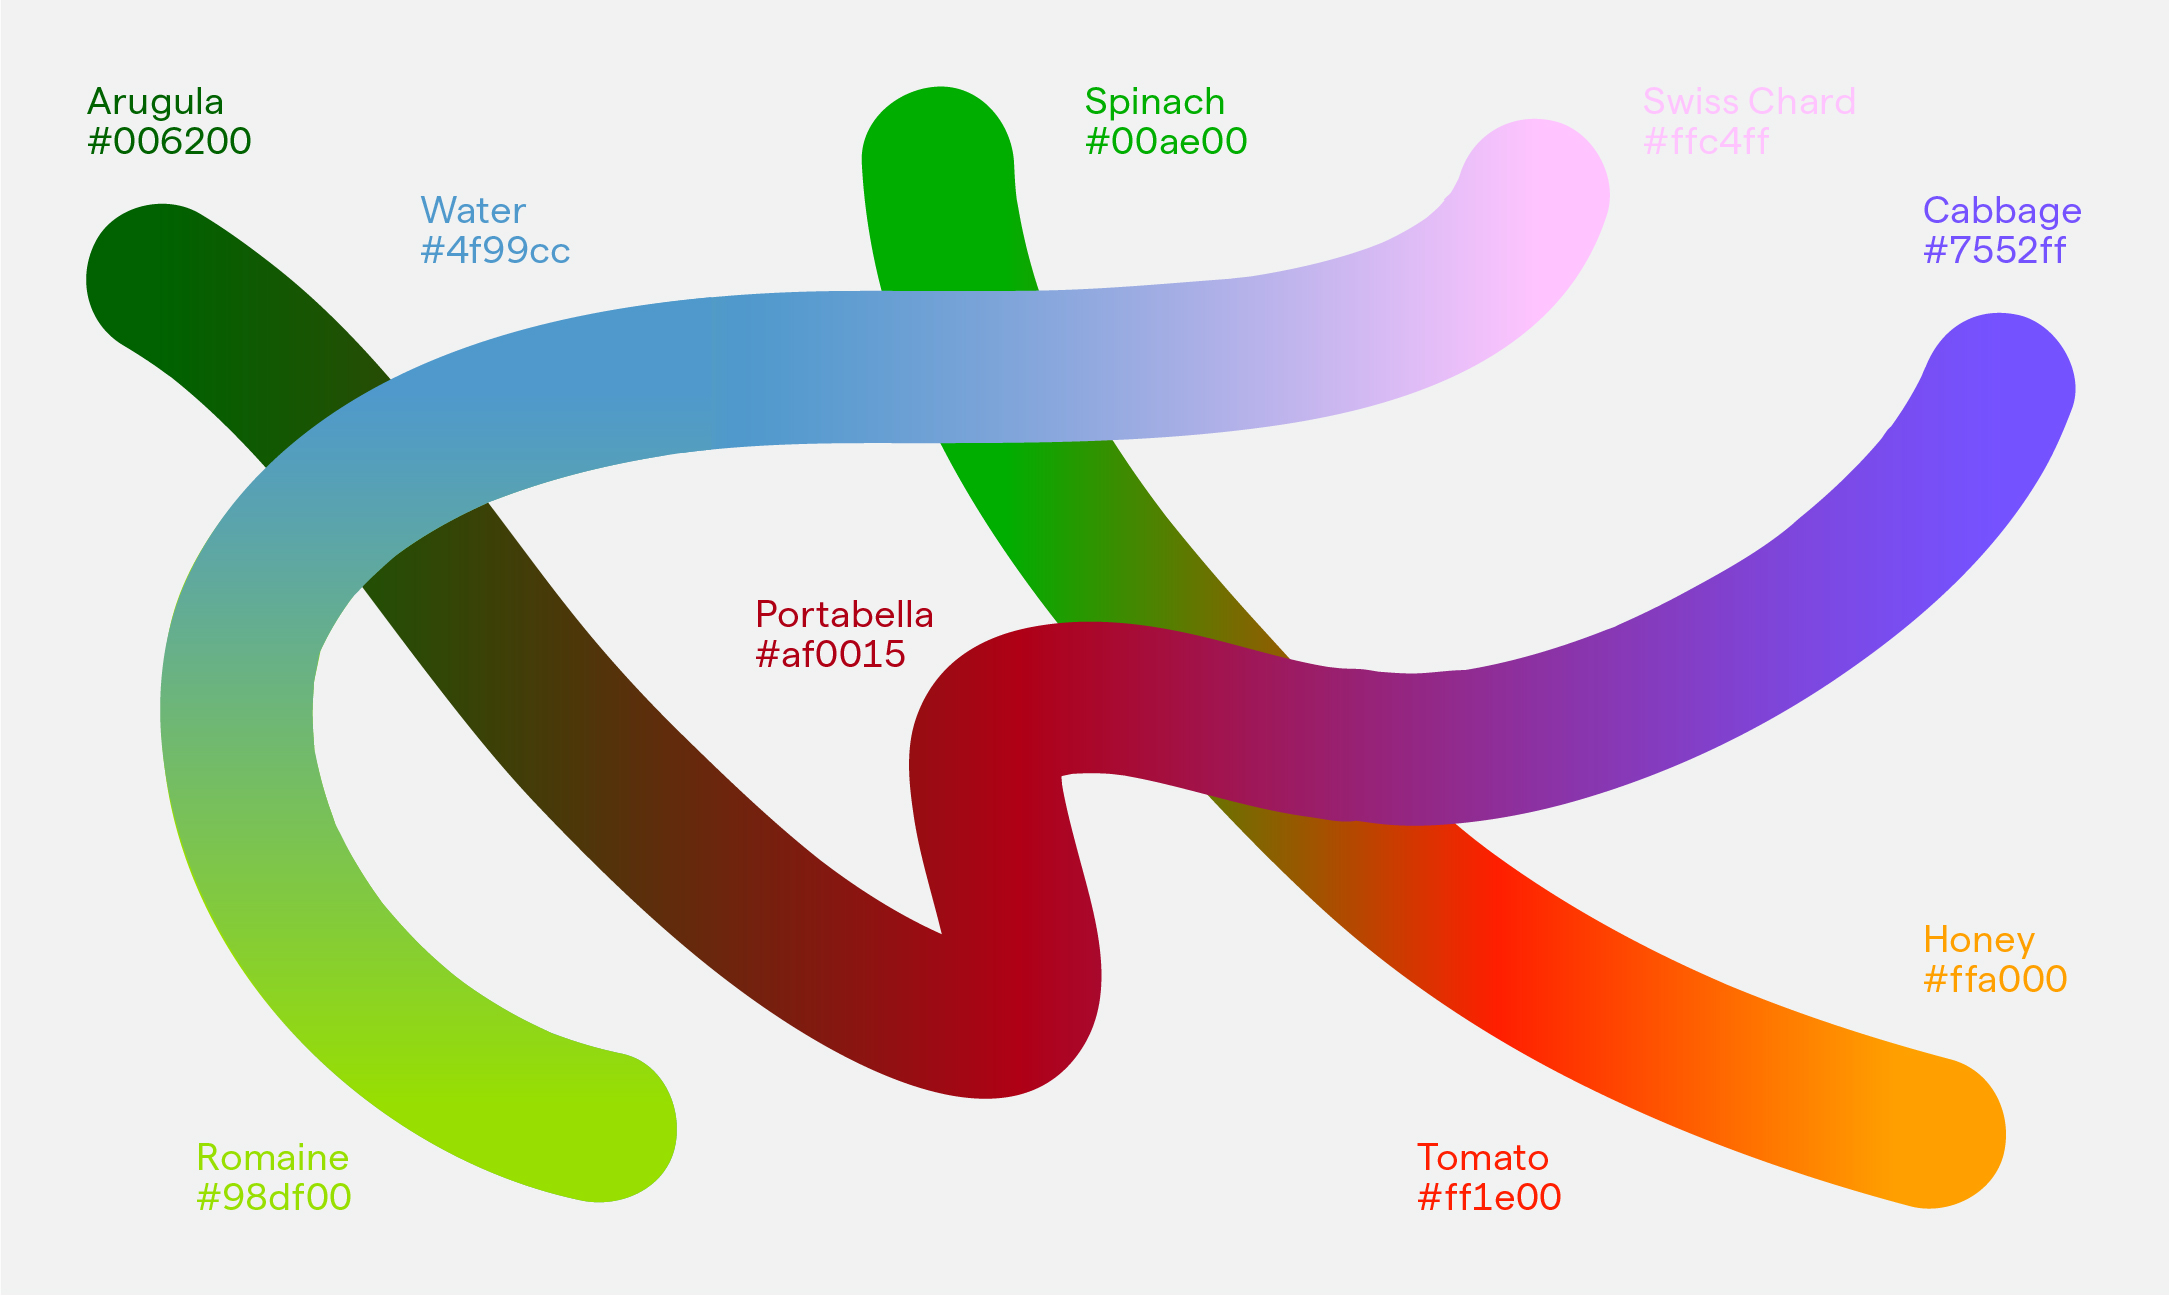 Arugula
#006200
Spinach
#00ae00
Swiss Chard
#ffc4ff
Water
#4f99cc
Cabbage
#7552ff
Portabella
#af0015
Honey
#ffa000
Romaine
#98df00
Tomato
#ff1e00